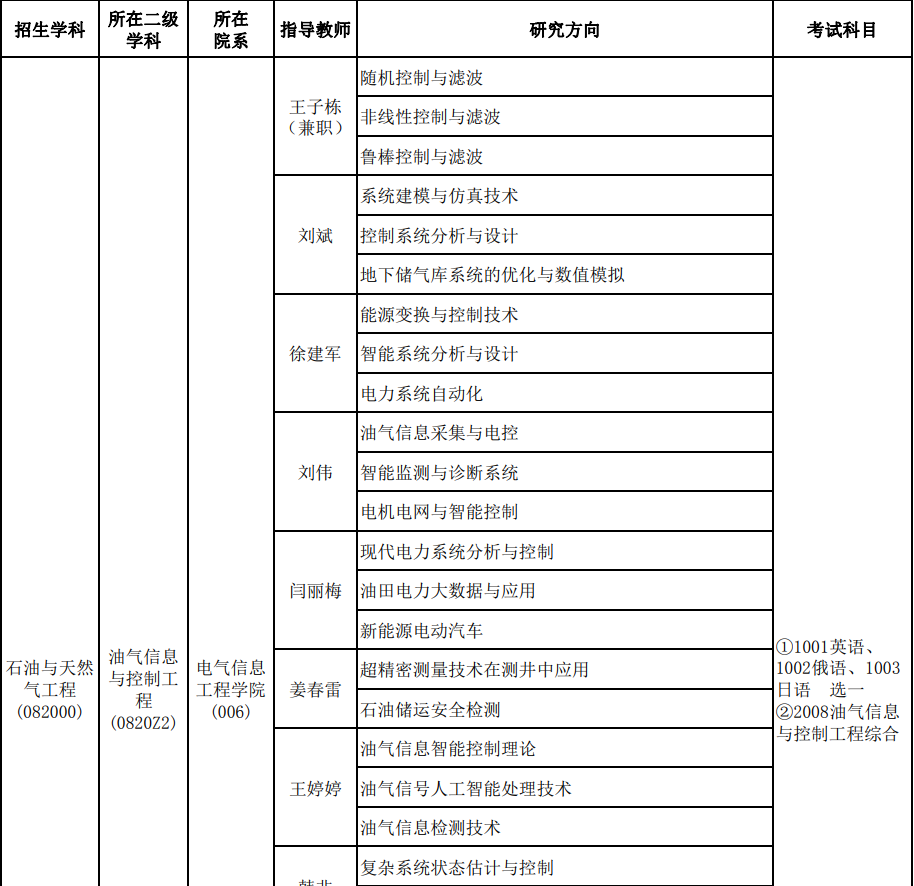 招生学科
所在二级
学科
所在
院系
指导教师
研究方向
考试科目
石油与天然
气工程
(082000)
油气信息
与控制工
程
(0820Z2)
电气信息
工程学院
(006)
王子栋
（兼职）
随机控制与滤波
非线性控制与滤波
鲁棒控制与滤波
刘斌
系统建模与仿真技术
控制系统分析与设计
地下储气库系统的优化与数值模拟
徐建军
能源变换与控制技术
智能系统分析与设计
电力系统自动化
刘伟
油气信息采集与电控
智能监测与诊断系统
电机电网与智能控制
闫丽梅
现代电力系统分析与控制
油田电力大数据与应用
新能源电动汽车
姜春雷
超精密测量技术在测井中应用
石油储运安全检测
王婷婷
油气信息智能控制理论
油气信号人工智能处理技术
油气信息检测技术
复杂系统状态估计与控制
①1001英语、
1002俄语、1003
日语　选一
②2008油气信息
与控制工程综合